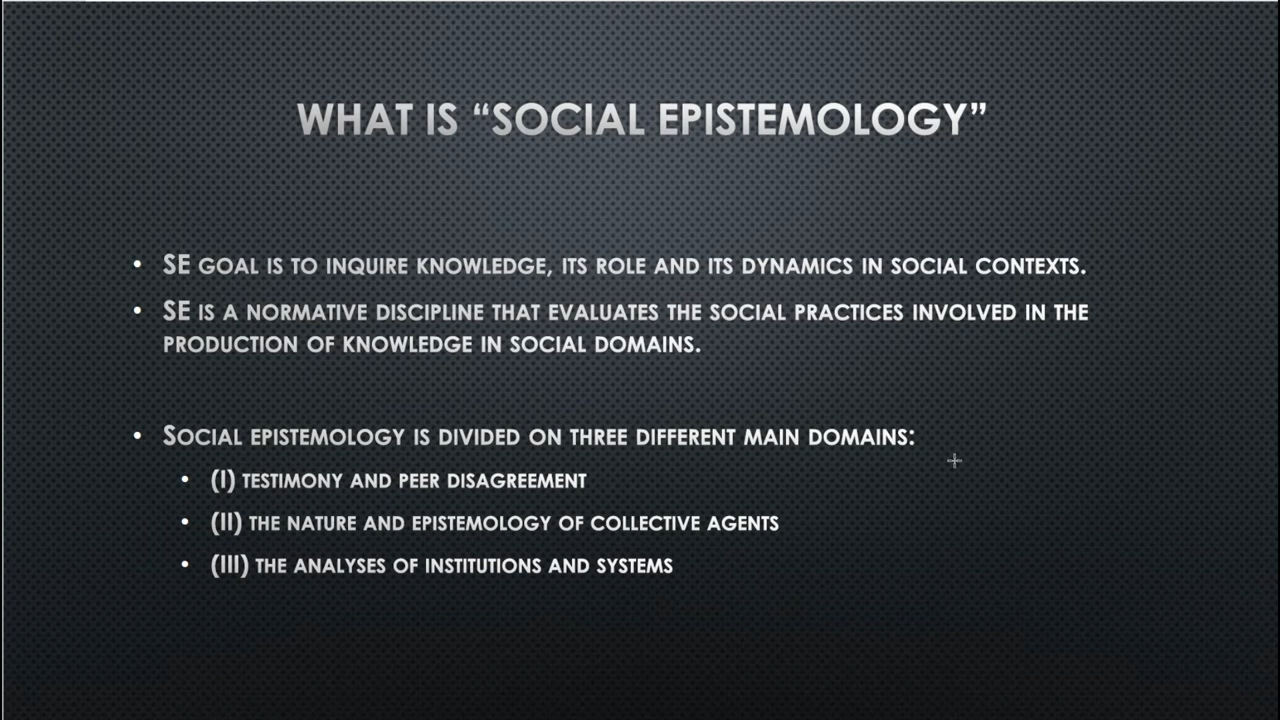 WHAT IS “SOCIAL EPISTEMOLOGY”
• SE GOAL IS TO INQUIRE KNOWLEDGE, ITS ROLE AND ITS DYNAMICS IN SOCIAL CONTEXTS.
• SE IS A NORMATIVE DISCIPLINE THAT EVALUATES THE SOCIAL PRACTICES INVOLVED IN THE
PRODUCTION OF KNOWLEDGE IN SOCIAL DOMAINS.
• SOCIAL EPISTEMOLOGY IS DIVIDED ON THREE DIFFERENT MAIN DOMAINS:
• (I) TESTIMONY AND PEER DISAGREEMENT
• (II) THE NATURE AND EPISTEMOLOGY OF COLLECTIVE AGENTS
• (III) THE ANALYSES OF INSTITUTIONS AND SYSTEMS